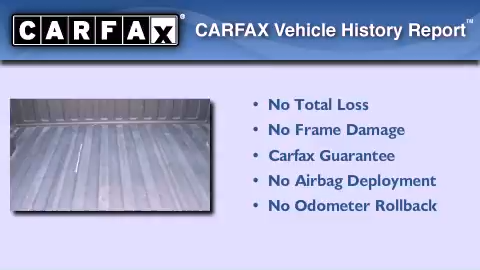 CARFAX® CARFAX Vehicle History Report™
• No Total Loss
• No Frame Damage
• Carfax Guarantee
• No Airbag Deployment
• No Odometer Rollback